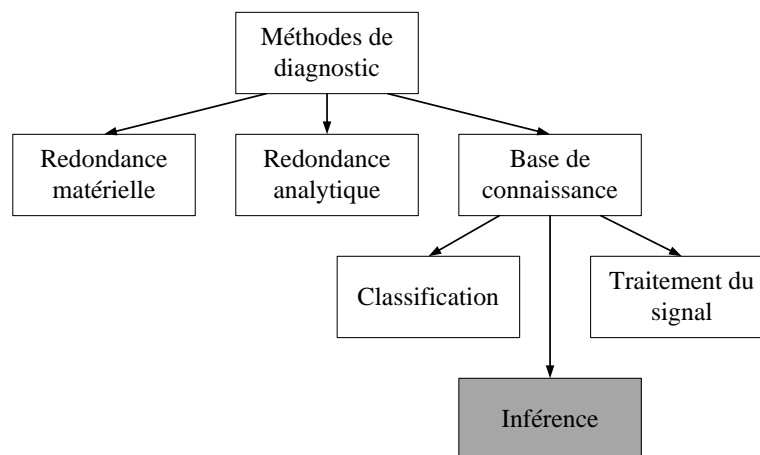 Méthodes de
diagnostic
Redondance
matérielle
Redondance
analytique
Base de
connaissance
Classification
Traitement du
signal
Inférence